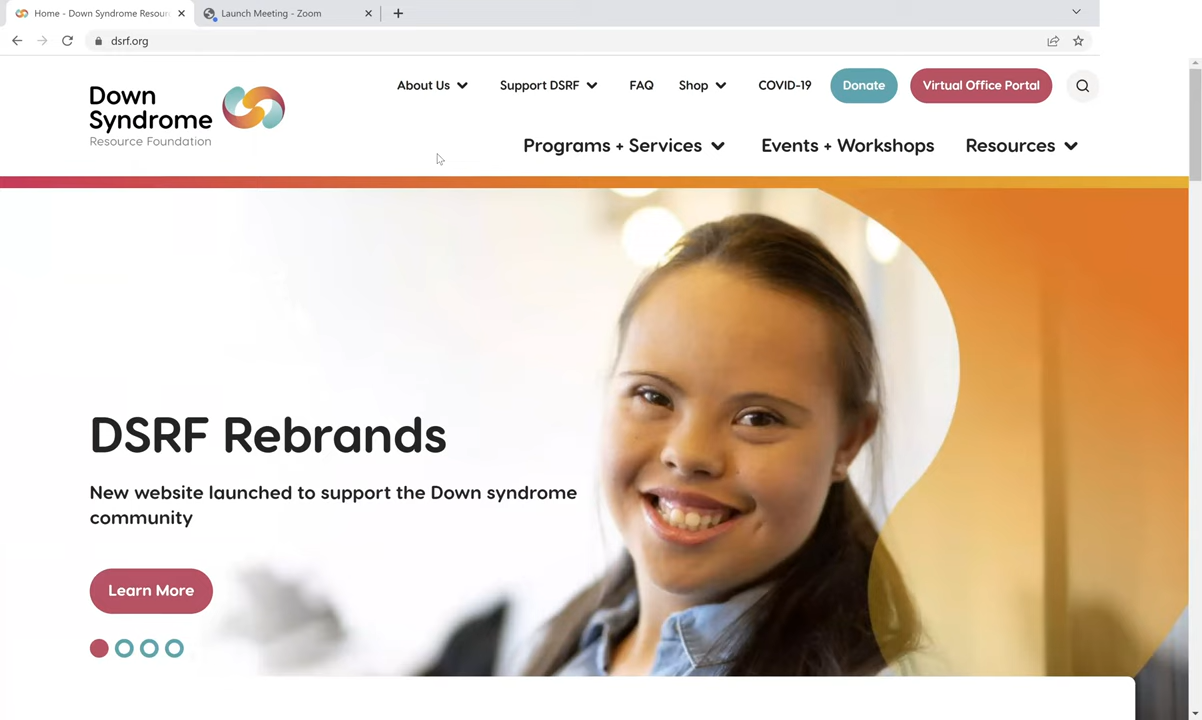 Home - Down Syndrome Resour
Launch Meeting - Zoom
dsrf.org
Down
Syndrome
Resource Foundation
About Us
Support DSRF
FAQ
Shop
COVID-19
Donate
Virtual Office Portal
Programs + Services
Events + Workshops
Resources
DSRF Rebrands
New website launched to support the Down syndrome
community
Learn More